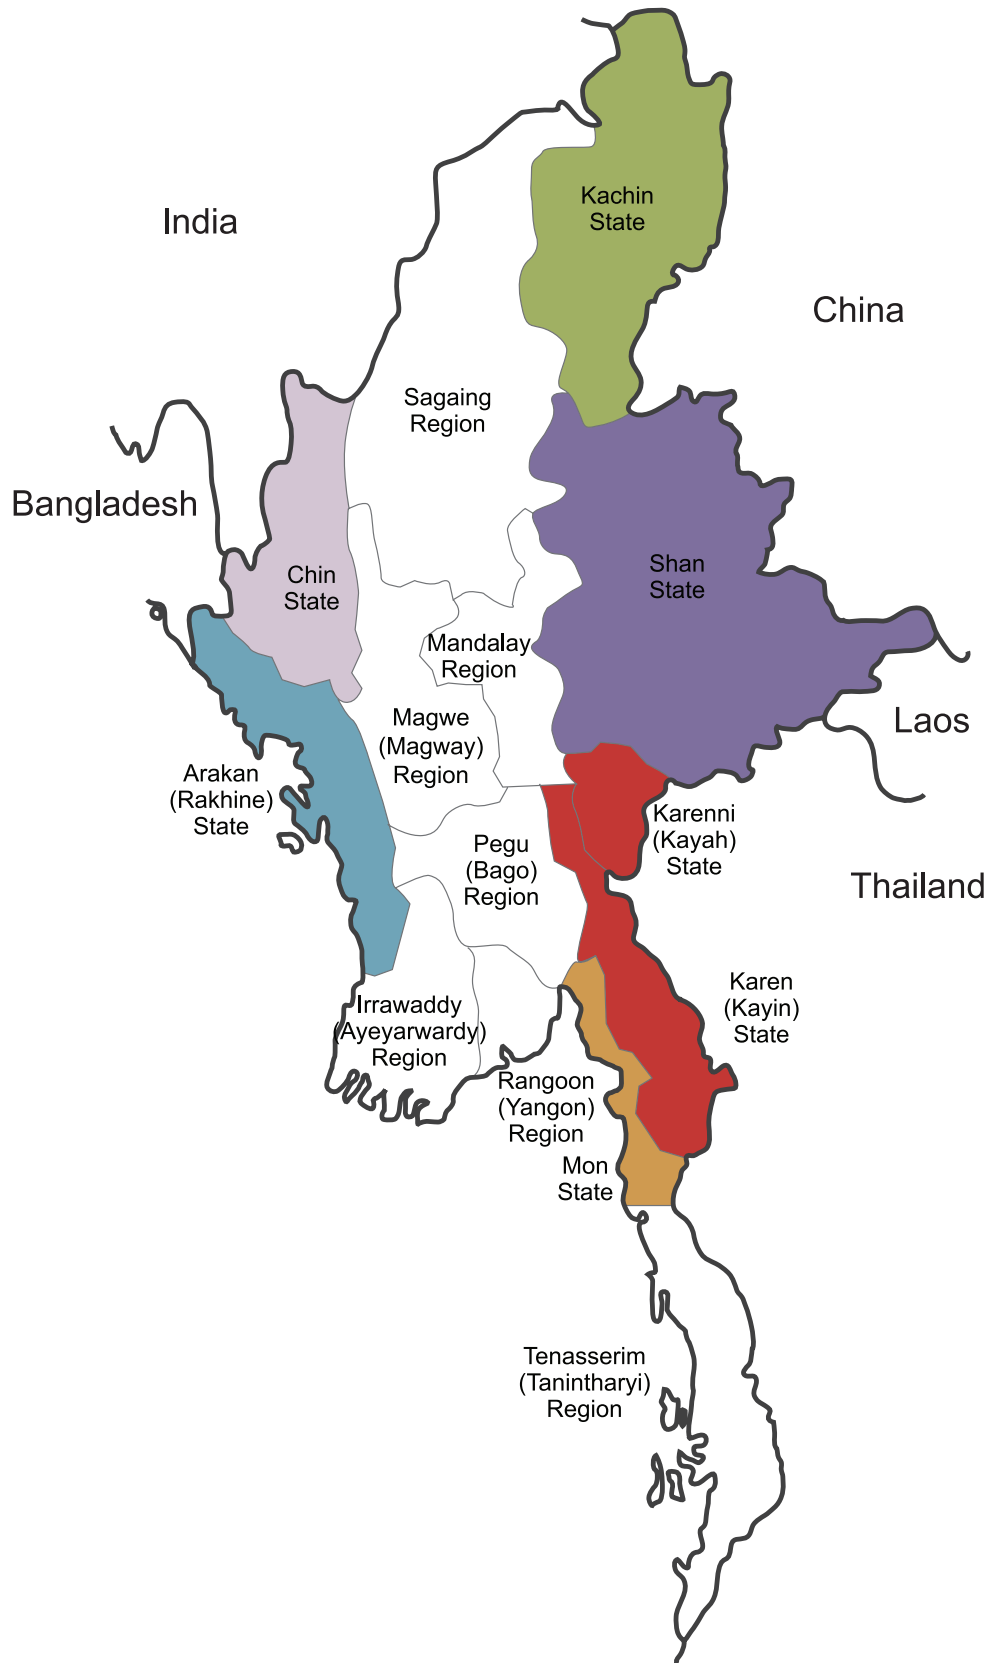 Kachin
State
India
China
Sagaing
Region
Bangladesh
Shan
State
Chin
State
Mandalay
Region
Magwe
(Magway)
Region
Laos
Arakan
(Rakhine)
State
Karenni
(Kayah)
State
Pegu
(Bago)
Region
Thailand
Karen
(Kayin)
State
Irrawaddy
(Ayeyarwardy)
Region
Rangoon
(Yangon)
Region
Mon
State
Tenasserim
(Tanintharyi)
Region